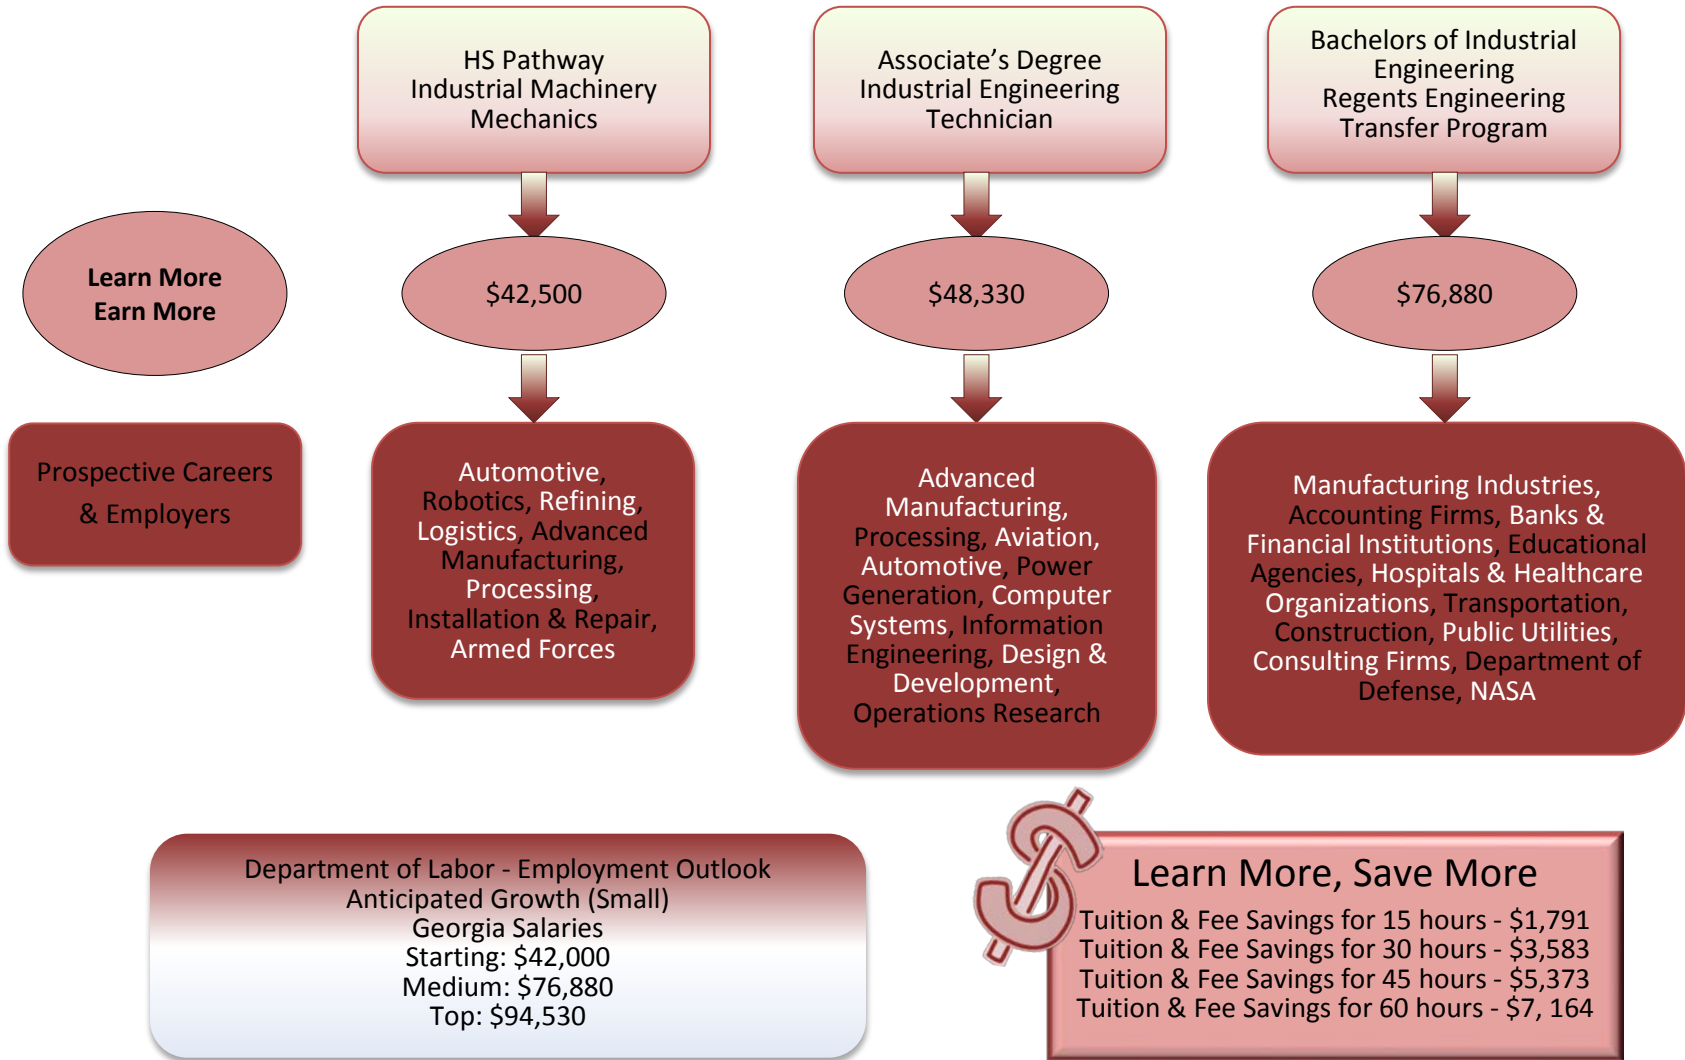 HS Pathway
Industrial Machinery
Mechanics
Associate’s Degree
Industrial Engineering
Technician
Bachelors of Industrial
Engineering
Regents Engineering
Transfer Program
Learn More
Earn More
$42,500
$48,330
$76,880
Prospective Careers
& Employers
Automotive,
Robotics, Refining,
Logistics, Advanced
Manufacturing,
Processing,
Installation & Repair,
Armed Forces
Advanced
Manufacturing,
Processing, Aviation,
Automotive, Power
Generation, Computer
Systems, Information
Engineering, Design &
Development,
Operations Research
Manufacturing Industries,
Accounting Firms, Banks &
Financial Institutions, Educational
Agencies, Hospitals & Healthcare
Organizations, Transportation,
Construction, Public Utilities,
Consulting Firms, Department of
Defense, NASA
Department of Labor - Employment Outlook
Anticipated Growth (Small)
Georgia Salaries
Starting: $42,000
Medium: $76,880
Top: $94,530
Learn More, Save More
Tuition & Fee Savings for 15 hours - $1,791
Tuition & Fee Savings for 30 hours - $3,583
Tuition & Fee Savings for 45 hours - $5,373
Tuition & Fee Savings for 60 hours - $7, 164